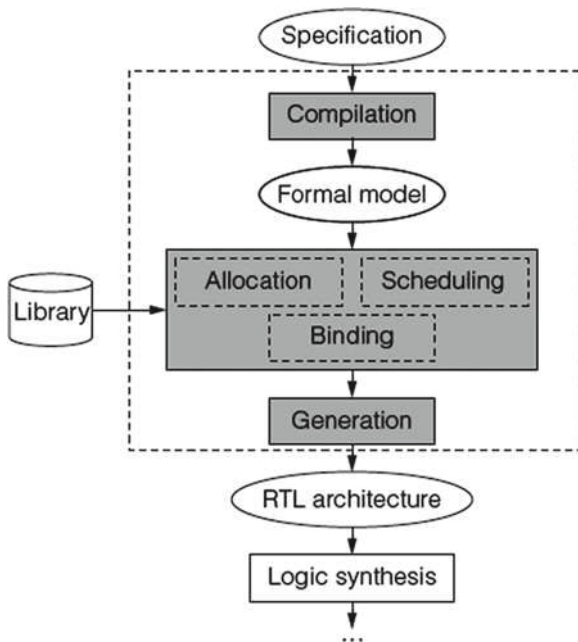 Specification
Compilation
Formal model
Allocation
Scheduling
Library
Binding
Generation
RTL architecture
Logic synthesis
...